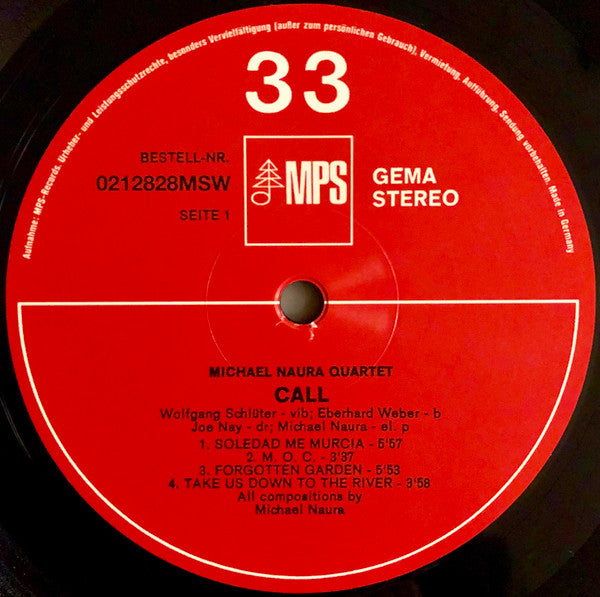 Aufnahme: MPS-Records. Urheber- und Leistungsschutzrechte, besonders Vervielfältigung (außer zum persönlichen Gebrauch), Vermietung, Aufführung, Sendung vorbehalten. Made in Germany
33
BESTELL-NR.
0212828MSW
SEITE 1
MPS
GEMA
STEREO
MICHAEL NAURA QUARTET
CALL
Wolfgang Schlüter - vib; Eberhard Weber - b
Joe Nay - dr; Michael Naura - el. p
1. SOLEDAD ME MURCIA - 5'57
2. M. O. C. - 3'37
3. FORGOTTEN GARDEN - 5'53
4. TAKE US DOWN TO THE RIVER - 3'58
All compositions by
Michael Naura